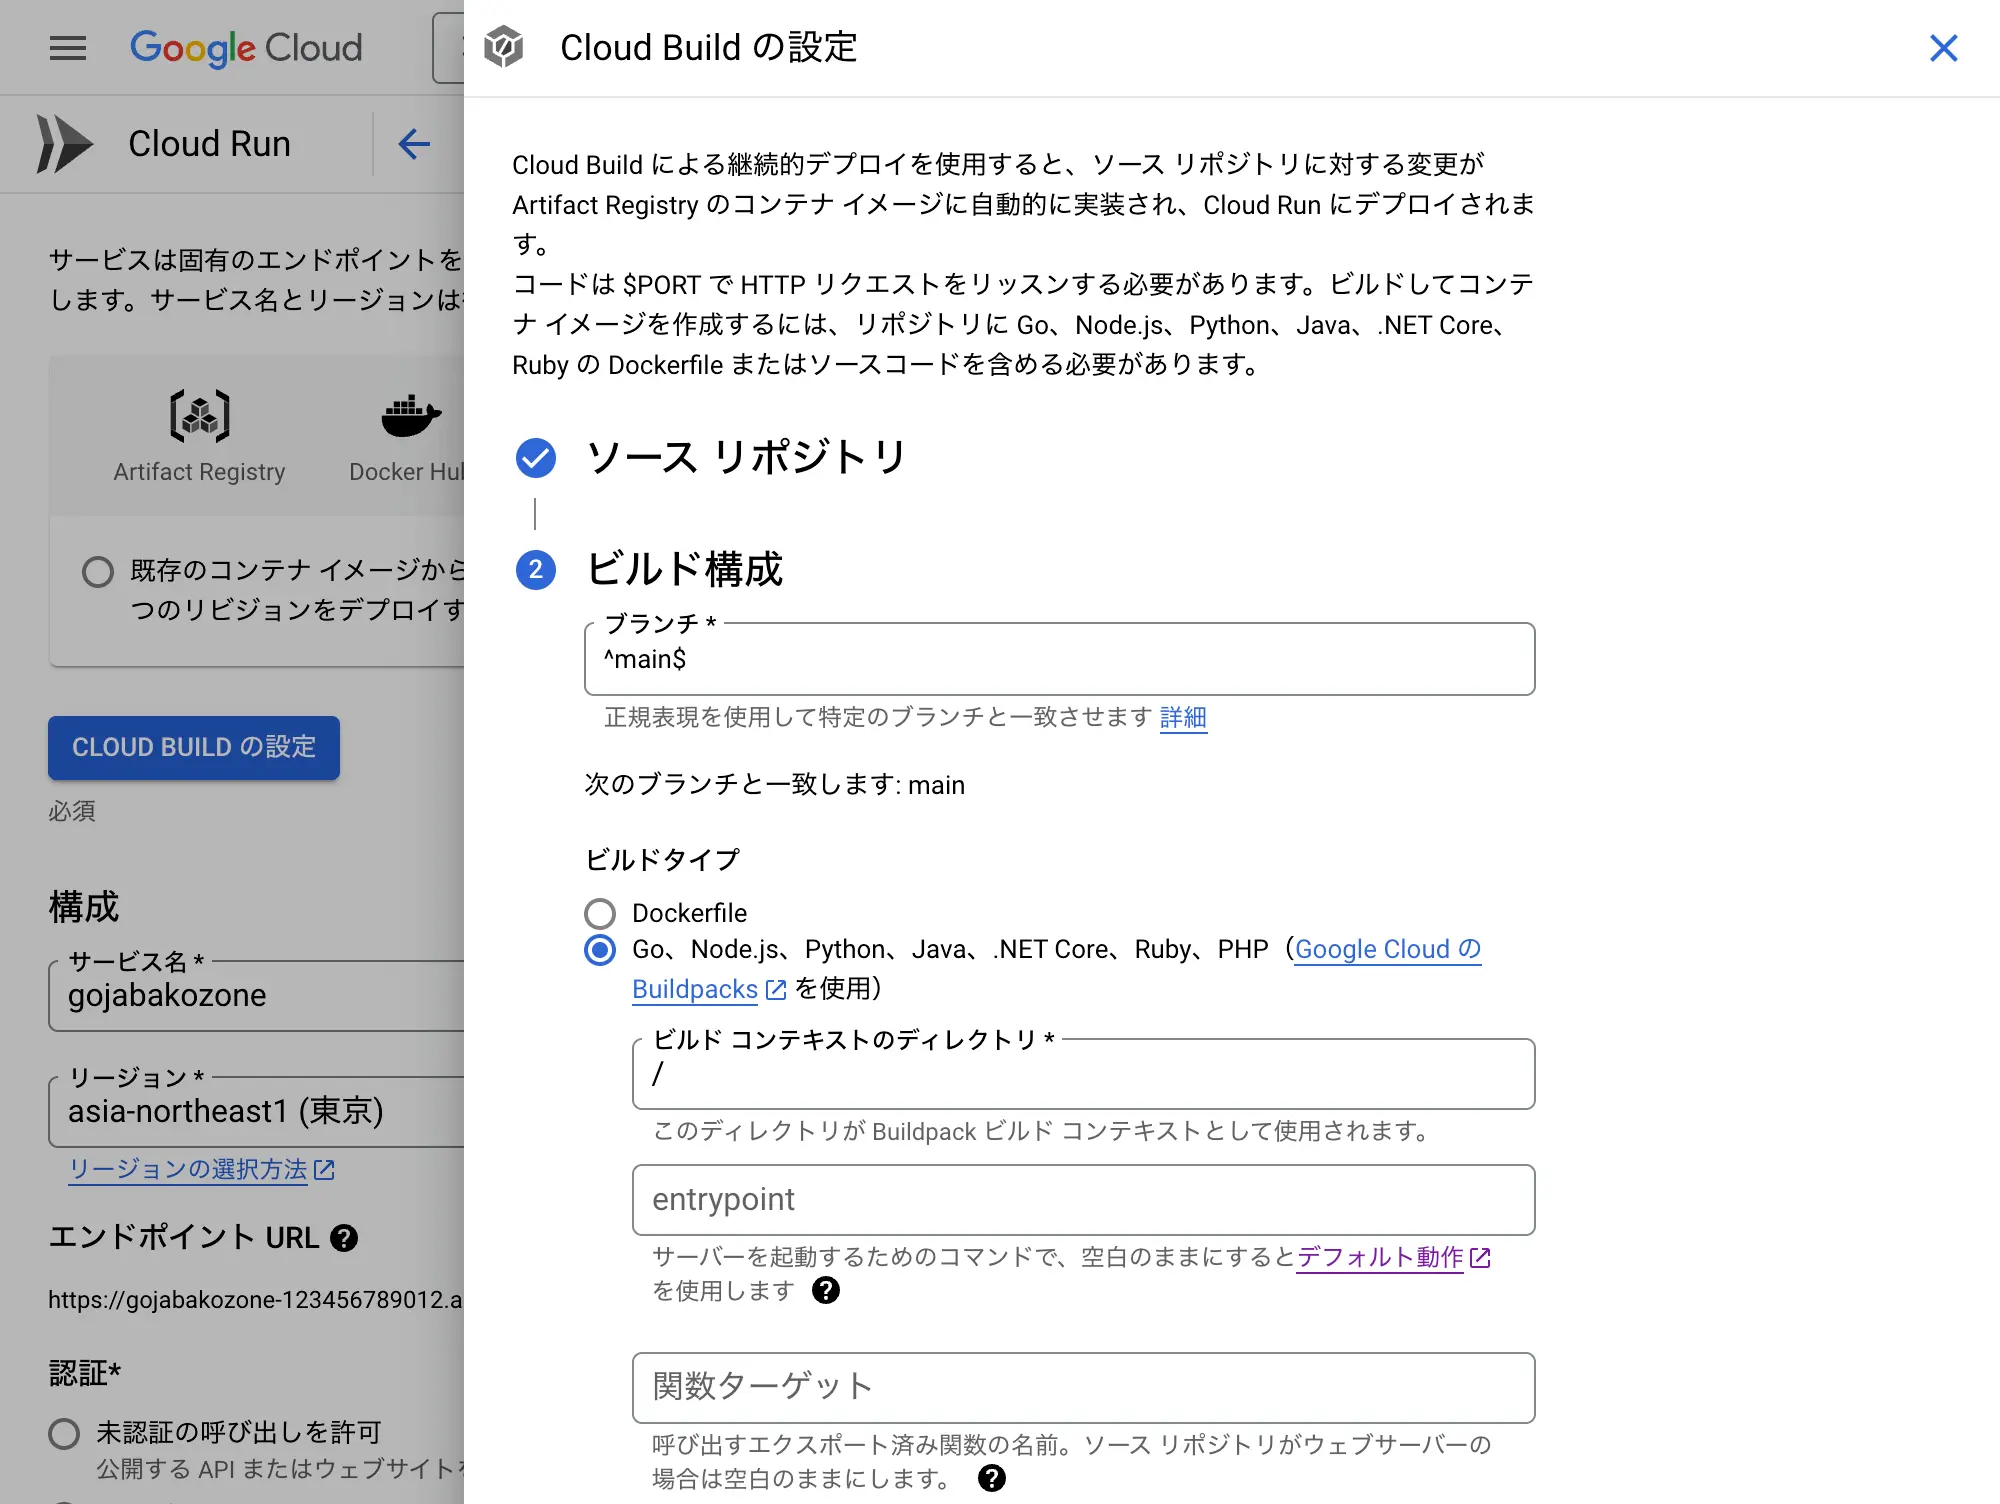 Google Cloud
Cloud Run
サービスは固有のエンドポイントを
します。サービス名とリージョンは
Artifact Registry
Docker Hub
既存のコンテナ イメージから
つのリビジョンをデプロイす
CLOUD BUILD の設定
必須
構成
サービス名 *
gojabakozone
リージョン *
asia-northeast1 (東京)
リージョンの選択方法
エンドポイント URL
https://gojabakozone-123456789012.a
認証*
未認証の呼び出しを許可
公開する API またはウェブサイト
Cloud Build の設定
Cloud Build による継続的デプロイを使用すると、ソース リポジトリに対する変更が
Artifact Registry のコンテナ イメージに自動的に実装され、Cloud Run にデプロイされま
す。
コードは $PORT で HTTP リクエストをリッスンする必要があります。ビルドしてコンテ
ナ イメージを作成するには、リポジトリに Go、Node.js、Python、Java、.NET Core、
Ruby の Dockerfile またはソースコードを含める必要があります。
ソース リポジトリ
2 ビルド構成
ブランチ *
^main$
正規表現を使用して特定のブランチと一致させます 詳細
次のブランチと一致します: main
ビルドタイプ
Dockerfile
Go、Node.js、Python、Java、.NET Core、Ruby、PHP（Google Cloud の
Buildpacks を使用）
ビルド コンテキストのディレクトリ *
/
このディレクトリが Buildpack ビルド コンテキストとして使用されます。
entrypoint
サーバーを起動するためのコマンドで、空白のままにするとデフォルト動作
を使用します
関数ターゲット
呼び出すエクスポート済み関数の名前。ソース リポジトリがウェブサーバーの
場合は空白のままにします。